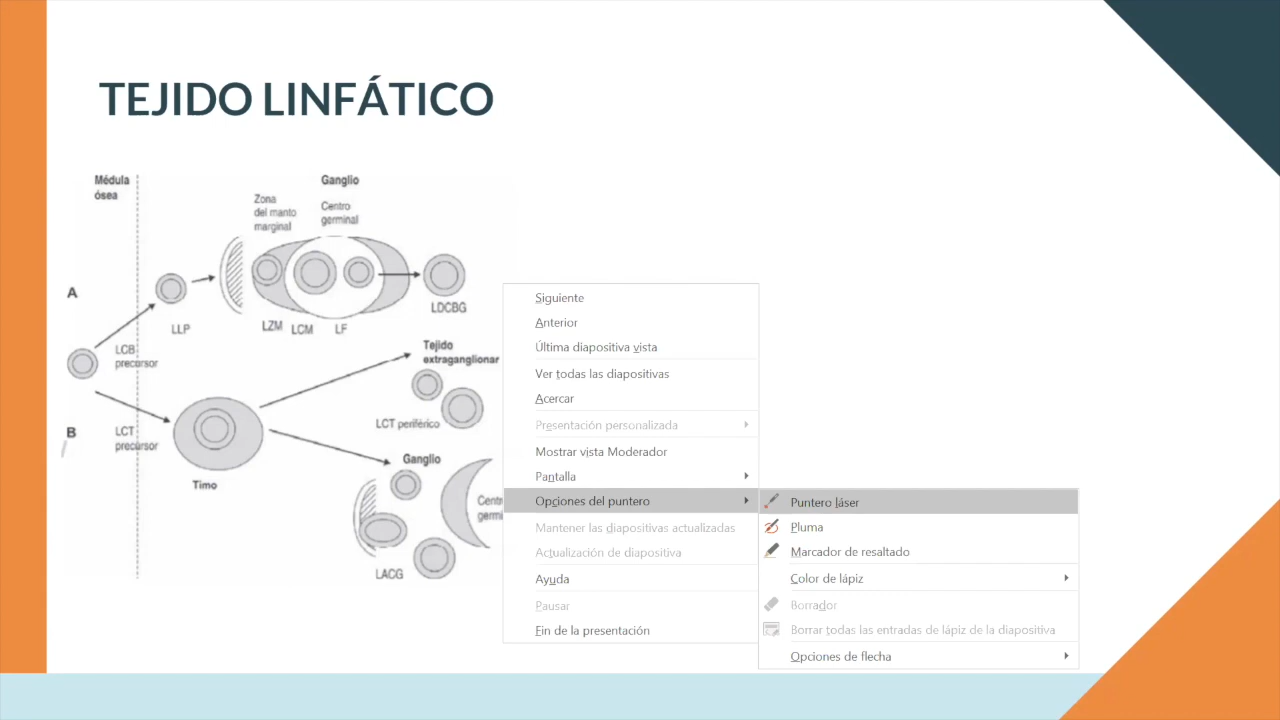 TEJIDO LINFÁTICO
Médula
ósea
Ganglio
Zona
del manto
marginal
Centro
germinal
A
LLP
LZM
LCM
LF
LDCBG
LCB
precursor
Tejido
extraganglionar
LCT periférico
B
LCT
precursor
Timo
Ganglio
Centr
germi
LACG
Siguiente
Anterior
Última diapositiva vista
Ver todas las diapositivas
Acercar
Presentación personalizada
Mostrar vista Moderador
Pantalla
Opciones del puntero
Mantener las diapositivas actualizadas
Actualización de diapositiva
Ayuda
Pausar
Fin de la presentación
Puntero láser
Pluma
Marcador de resaltado
Color de lápiz
Borrador
Borrar todas las entradas de lápiz de la diapositiva
Opciones de flecha